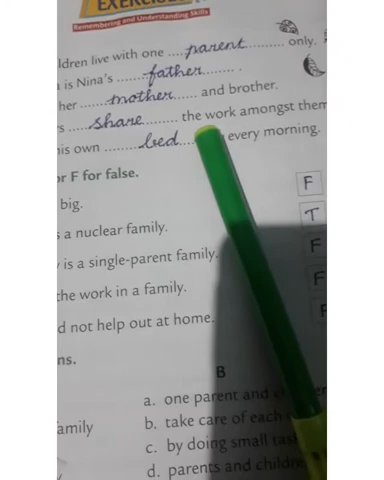 EXERCISE
Remembering and Understanding Skills
ldren live with one ....parent.......... only.
is Nina's ........father......... .
her .......mother........ and brother.
s .....share.......... the work amongst them
his own .........bed.... every morning.
or F for false.
big.
F
s a nuclear family.
T
y is a single-parent family.
F
the work in a family.
F
d not help out at home.
F
ns.
B
a. one parent and
amily b. take care of each
c. by doing small
d. parents and